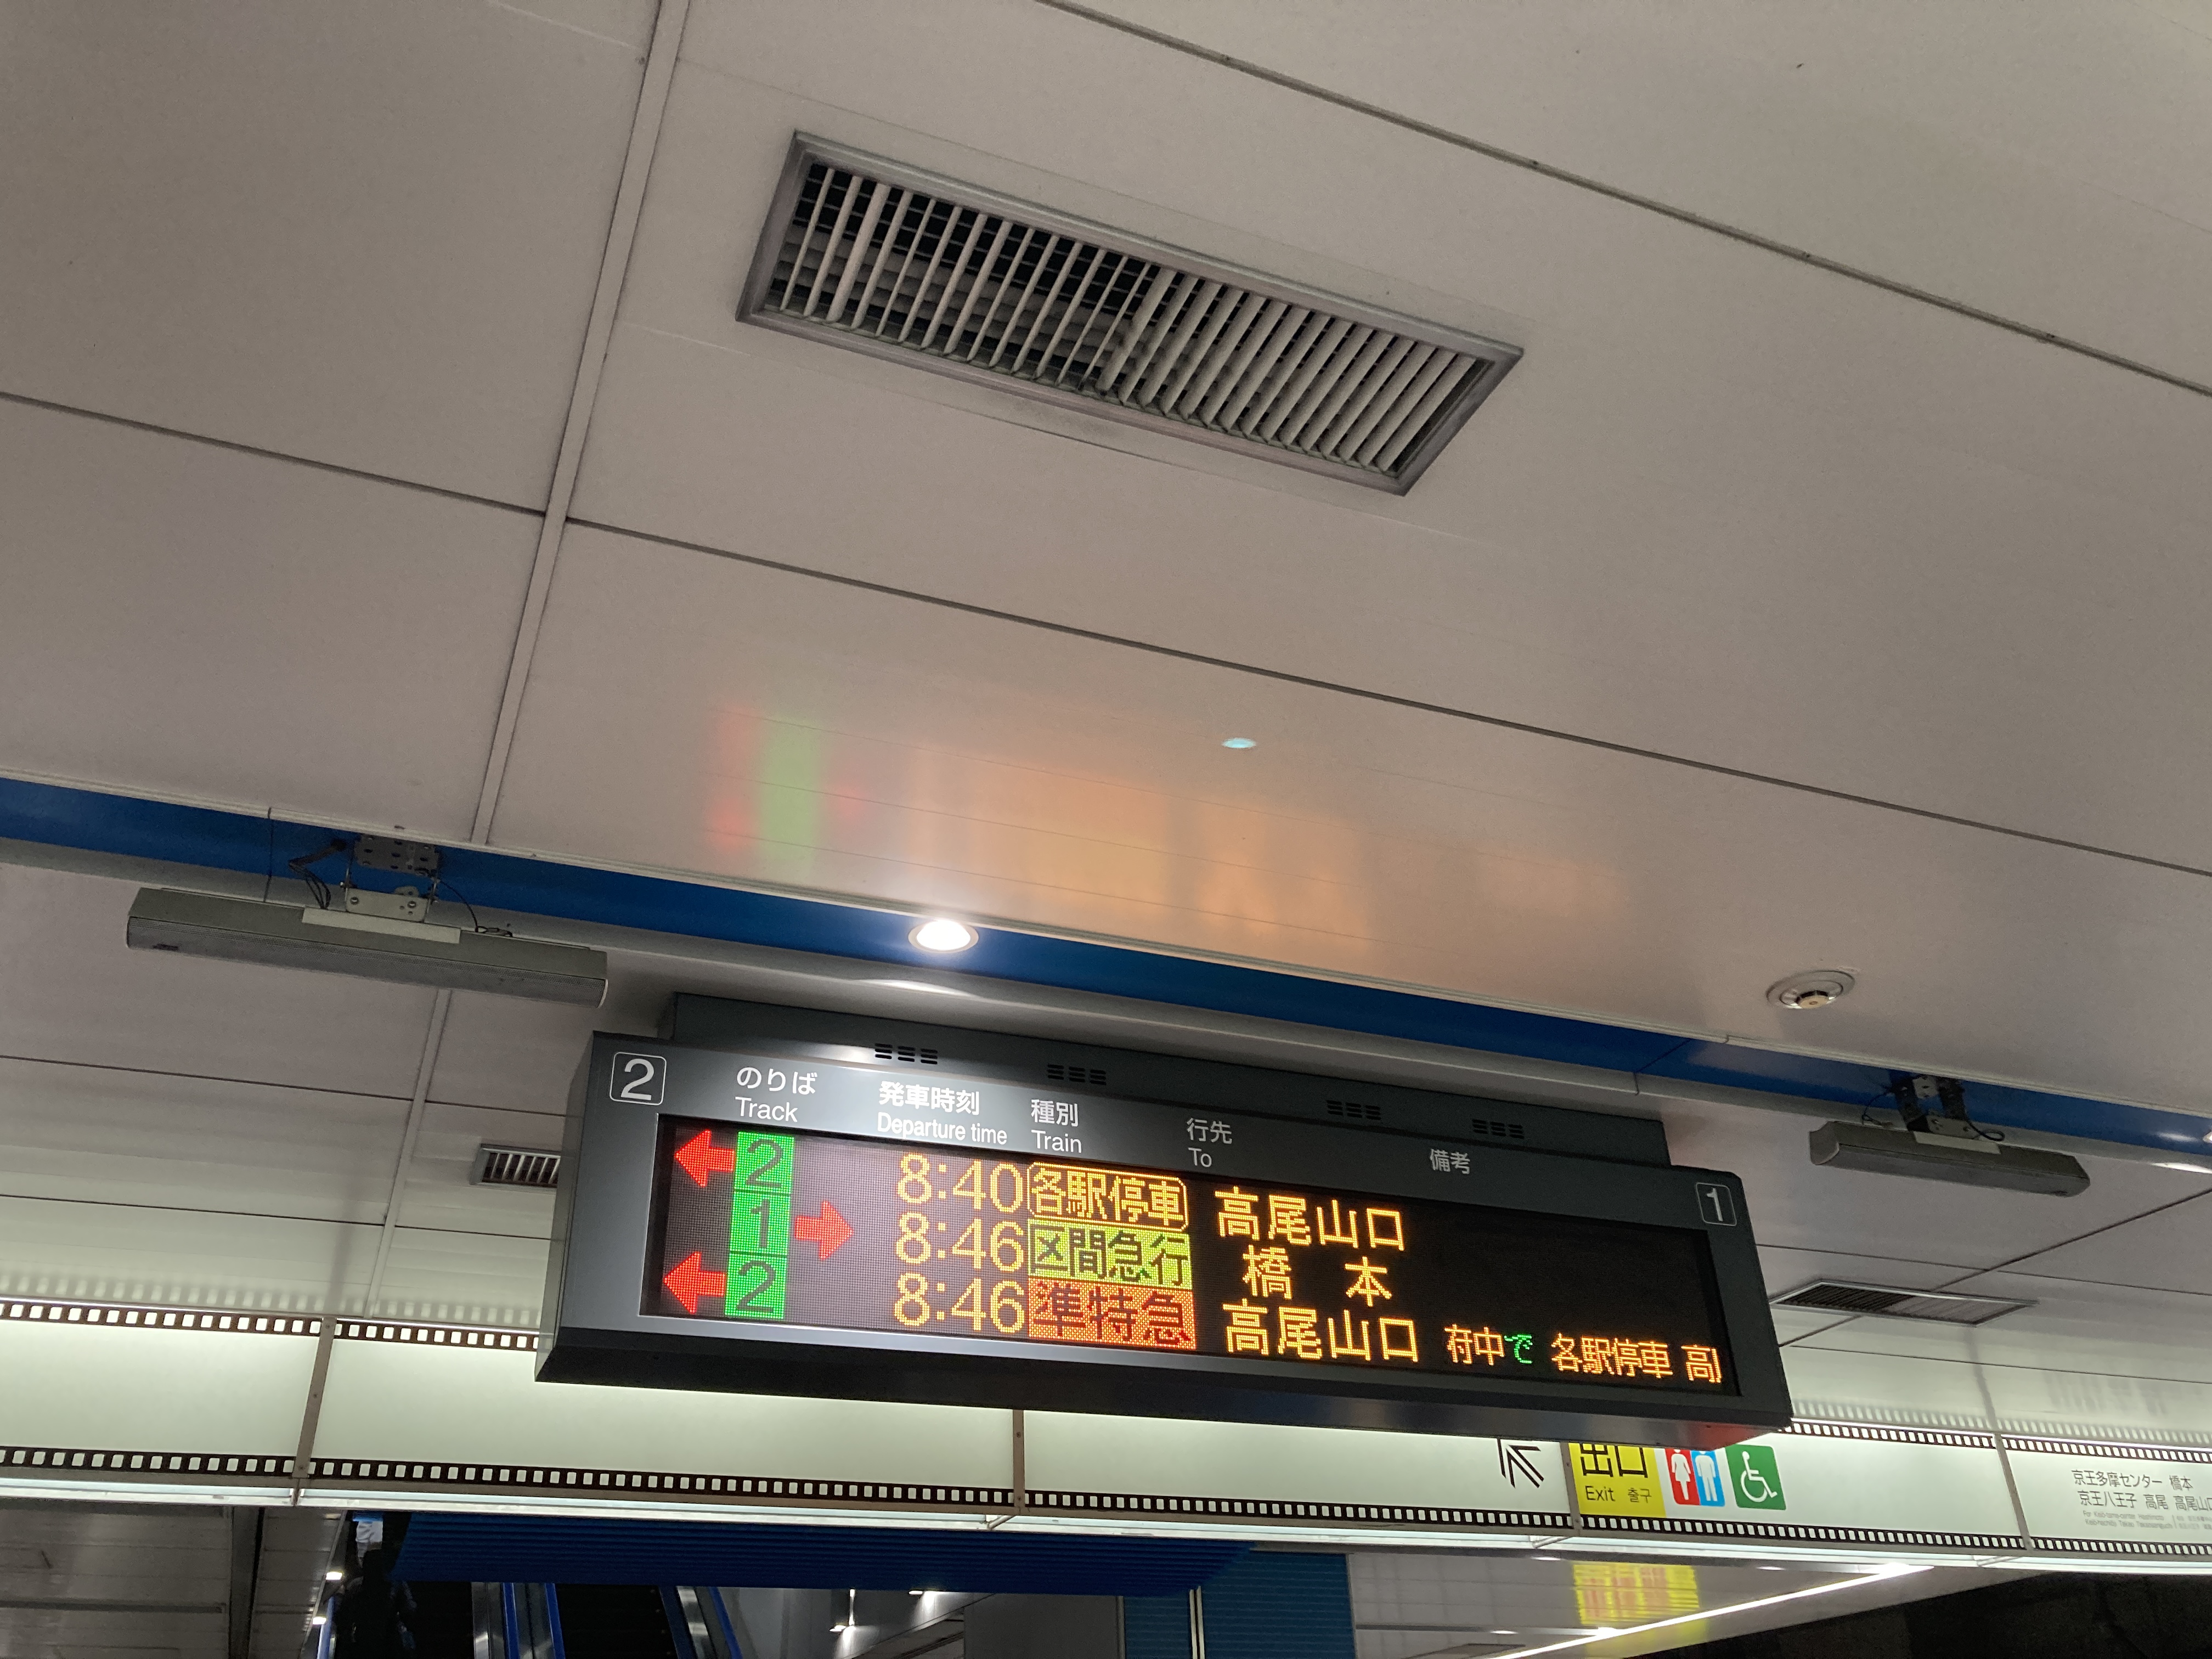 2 のりば 発車時刻 種別 行先 備考 1
Track Departure time Train To
2 8:40 各駅停車 高尾山口
1 8:46 区間急行 橋 本
2 8:46 準特急 高尾山口 府中で 各駅停車 高
出口
Exit 출구
京王多摩センター 橋本
京王八王子 高尾 高尾山口